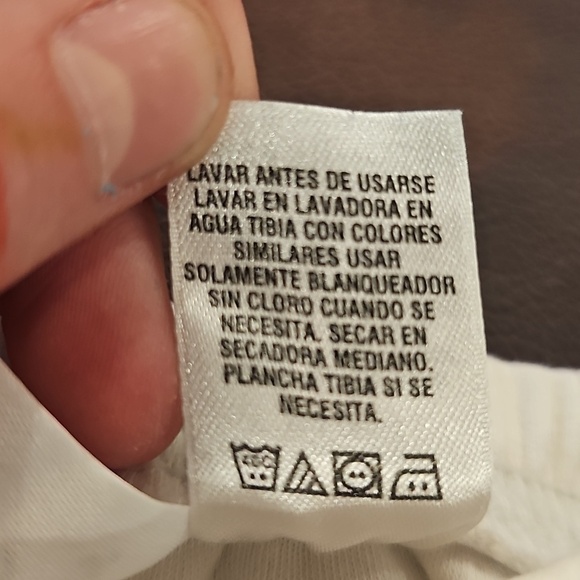 LAVAR ANTES DE USARSE
LAVAR EN LAVADORA EN
AGUA TIBIA CON COLORES
SIMILARES USAR
SOLAMENTE BLANQUEADOR
SIN CLORO CUANDO SE
NECESITA. SECAR EN
SECADORA MEDIANO.
PLANCHA TIBIA SI SE
NECESITA.
40C